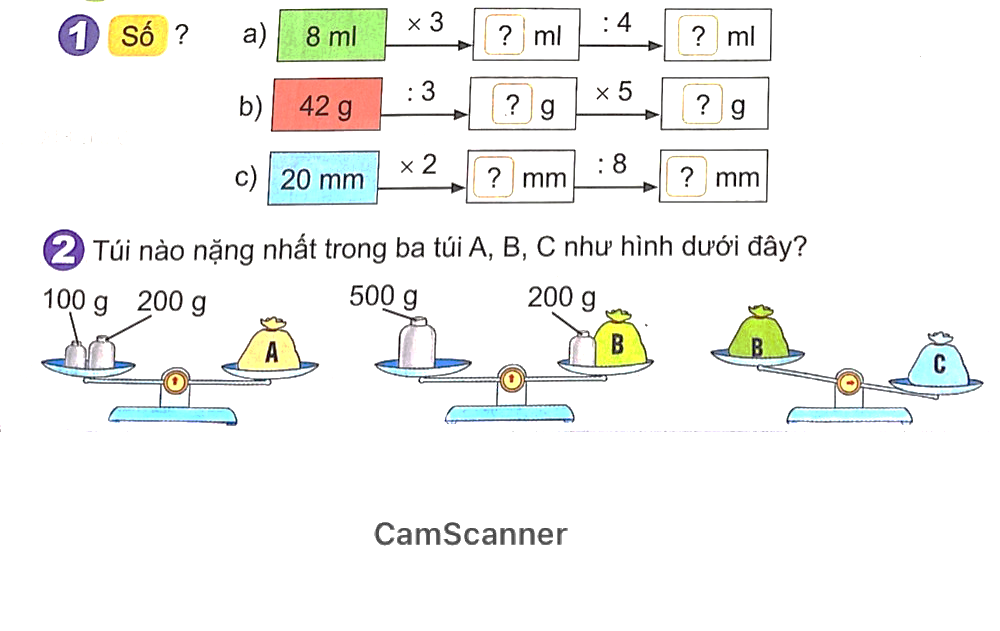 1 Số ? a) 8 ml × 3 ? ml : 4 ? ml
b) 42 g : 3 ? g × 5 ? g
c) 20 mm × 2 ? mm : 8 ? mm
2 Túi nào nặng nhất trong ba túi A, B, C như hình dưới đây?
100 g 200 g 500 g 200 g
A B B C
CamScanner